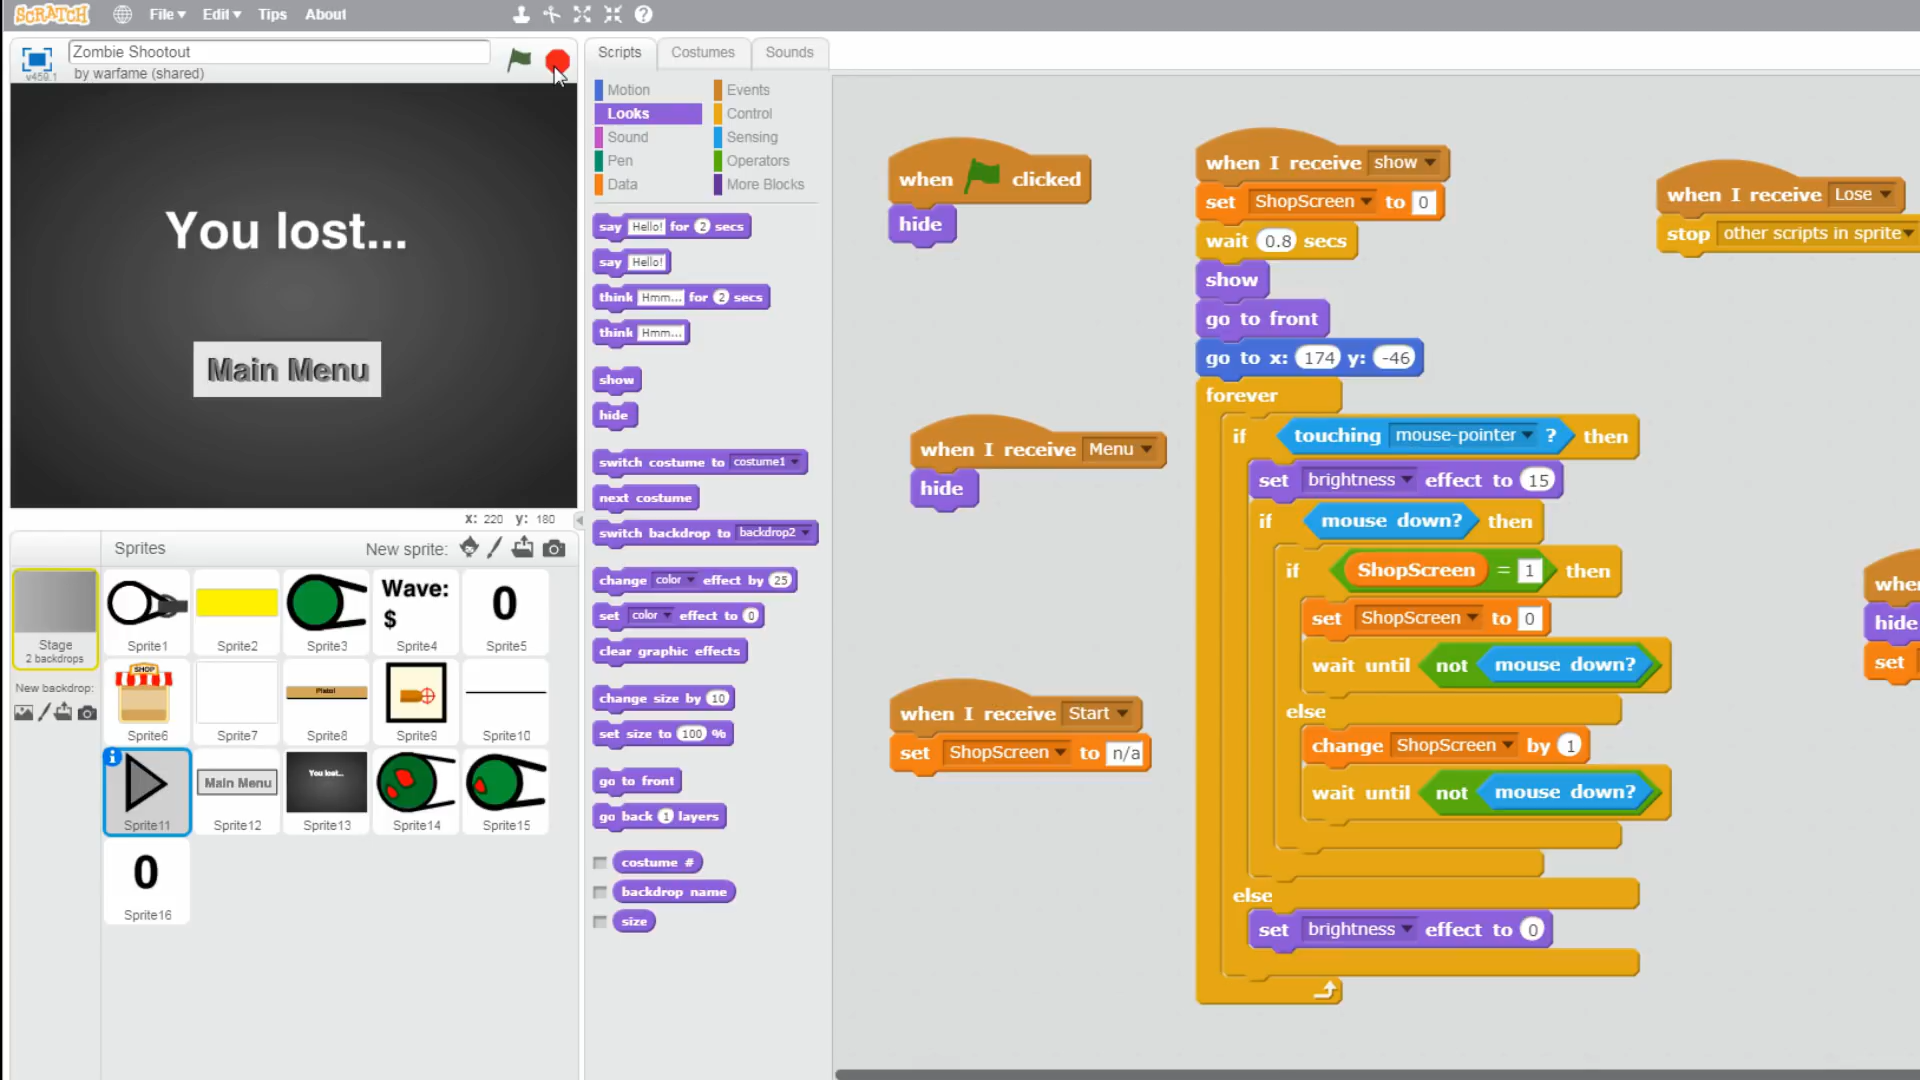 SCRATCH File Edit Tips About
Zombie Shootout
v459.1 by warfame (shared)
You lost...
Main Menu
x: 220 y: 180
Sprites New sprite:
Stage
2 backdrops
New backdrop:
Sprite1
Sprite2
Sprite3
Wave:
$
Sprite4
0
Sprite5
SHOP
Sprite6
Sprite7
Pistol
Sprite8
Sprite9
Sprite10
Sprite11
Main Menu
Sprite12
You lost...
Sprite13
Sprite14
Sprite15
0
Sprite16
Scripts Costumes Sounds
Motion Events
Looks Control
Sound Sensing
Pen Operators
Data More Blocks
say Hello! for 2 secs
say Hello!
think Hmm... for 2 secs
think Hmm...
show
hide
switch costume to costume1
next costume
switch backdrop to backdrop2
change color effect by 25
set color effect to 0
clear graphic effects
change size by 10
set size to 100 %
go to front
go back 1 layers
costume #
backdrop name
size
when clicked
hide
when I receive Menu
hide
when I receive Start
set ShopScreen to n/a
when I receive show
set ShopScreen to 0
wait 0.8 secs
show
go to front
go to x: 174 y: -46
forever
if touching mouse-pointer ? then
set brightness effect to 15
if mouse down? then
if ShopScreen = 1 then
set ShopScreen to 0
wait until not mouse down?
else
change ShopScreen by 1
wait until not mouse down?
else
set brightness effect to 0
when I receive Lose
stop other scripts in sprite
when
hide
set